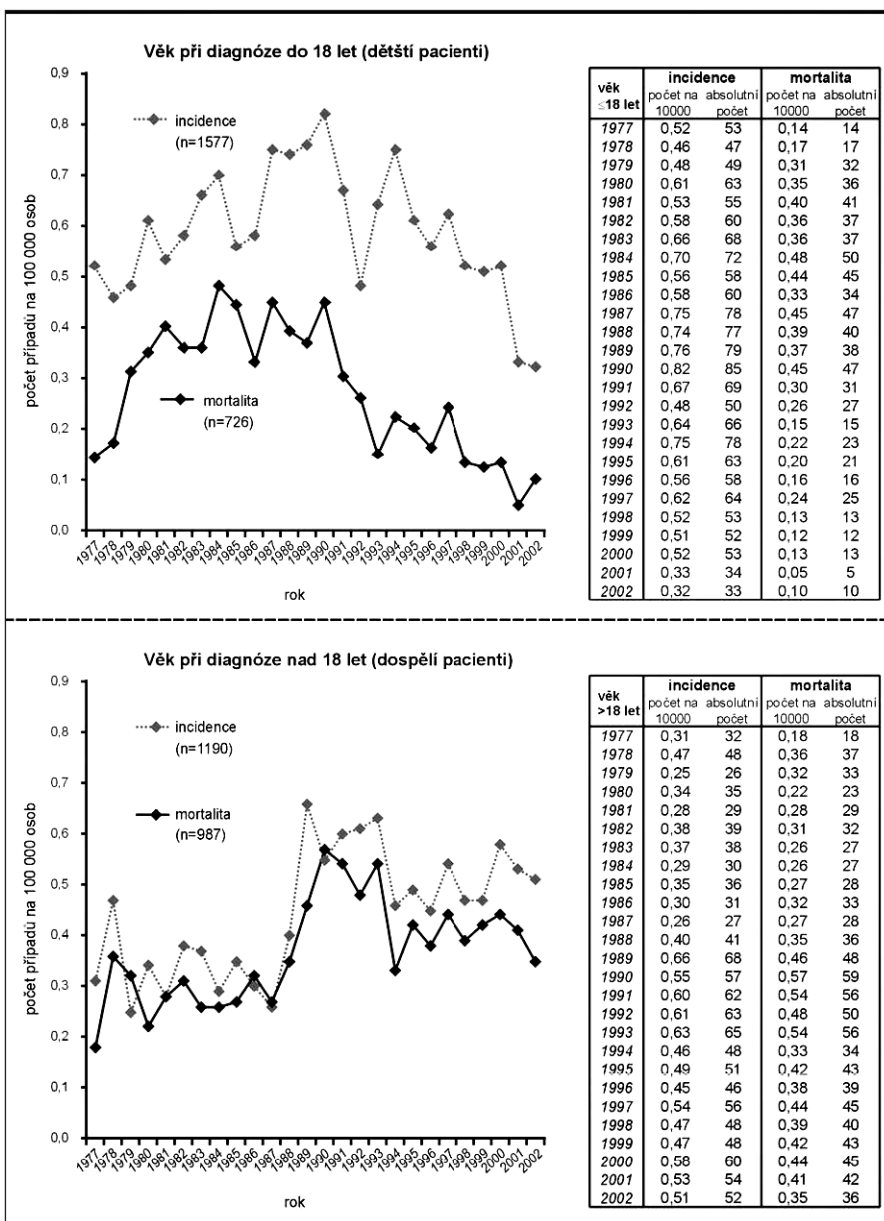 Věk při diagnóze do 18 let (dětští pacienti)
0,9
0,8
0,7
0,6
0,5
0,4
0,3
0,2
0,1
0,0
počet případů na 100 000 osob
incidence
(n=1577)
mortalita
(n=726)
1977 1978 1979 1980 1981 1982 1983 1984 1985 1986 1987 1988 1989 1990 1991 1992 1993 1994 1995 1996 1997 1998 1999 2000 2001 2002
rok
věk ≤18 let incidence mortalita
počet na 10000 absolutní počet počet na 10000 absolutní počet
1977 0,52 53 0,14 14
1978 0,46 47 0,17 17
1979 0,48 49 0,31 32
1980 0,61 63 0,35 36
1981 0,53 55 0,40 41
1982 0,58 60 0,36 37
1983 0,66 68 0,36 37
1984 0,70 72 0,48 50
1985 0,56 58 0,44 45
1986 0,58 60 0,33 34
1987 0,75 78 0,45 47
1988 0,74 77 0,39 40
1989 0,76 79 0,37 38
1990 0,82 85 0,45 47
1991 0,67 69 0,30 31
1992 0,48 50 0,26 27
1993 0,64 66 0,15 15
1994 0,75 78 0,22 23
1995 0,61 63 0,20 21
1996 0,56 58 0,16 16
1997 0,62 64 0,24 25
1998 0,52 53 0,13 13
1999 0,51 52 0,12 12
2000 0,52 53 0,13 13
2001 0,33 34 0,05 5
2002 0,32 33 0,10 10
Věk při diagnóze nad 18 let (dospělí pacienti)
0,9
0,8
0,7
0,6
0,5
0,4
0,3
0,2
0,1
0,0
počet případů na 100 000 osob
incidence
(n=1190)
mortalita
(n=987)
1977 1978 1979 1980 1981 1982 1983 1984 1985 1986 1987 1988 1989 1990 1991 1992 1993 1994 1995 1996 1997 1998 1999 2000 2001 2002
rok
věk >18 let incidence mortalita
počet na 10000 absolutní počet počet na 10000 absolutní počet
1977 0,31 32 0,18 18
1978 0,47 48 0,36 37
1979 0,25 26 0,32 33
1980 0,34 35 0,22 23
1981 0,28 29 0,28 29
1982 0,38 39 0,31 32
1983 0,37 38 0,26 27
1984 0,29 30 0,26 27
1985 0,35 36 0,27 28
1986 0,30 31 0,32 33
1987 0,26 27 0,27 28
1988 0,40 41 0,35 36
1989 0,66 68 0,46 48
1990 0,55 57 0,57 59
1991 0,60 62 0,54 56
1992 0,61 63 0,48 50
1993 0,63 65 0,54 56
1994 0,46 48 0,33 34
1995 0,49 51 0,42 43
1996 0,45 46 0,38 39
1997 0,54 56 0,44 45
1998 0,47 48 0,39 40
1999 0,47 48 0,42 43
2000 0,58 60 0,44 45
2001 0,53 54 0,41 42
2002 0,51 52 0,35 36